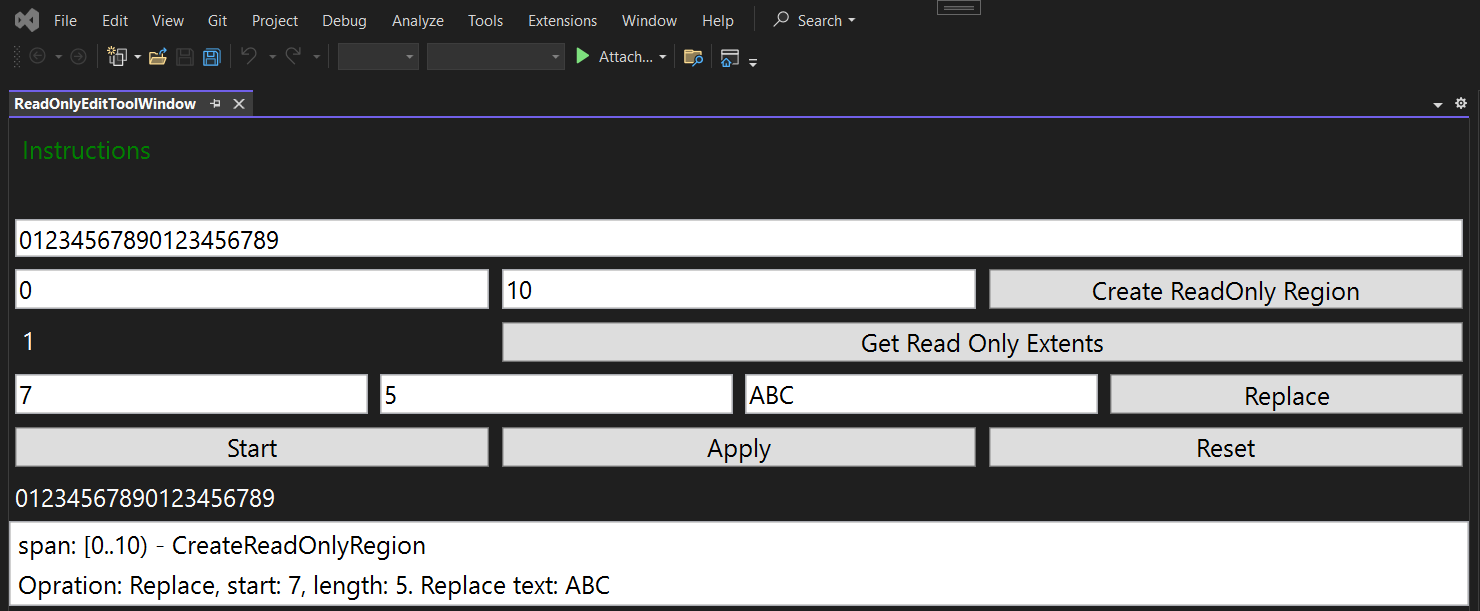 File Edit View Git Project Debug Analyze Tools Extensions Window Help Search
Attach...
ReadOnlyEditToolWindow
Instructions
01234567890123456789
0 10 Create ReadOnly Region
1 Get Read Only Extents
7 5 ABC Replace
Start Apply Reset
01234567890123456789
span: [0..10) - CreateReadOnlyRegion
Opration: Replace, start: 7, length: 5. Replace text: ABC